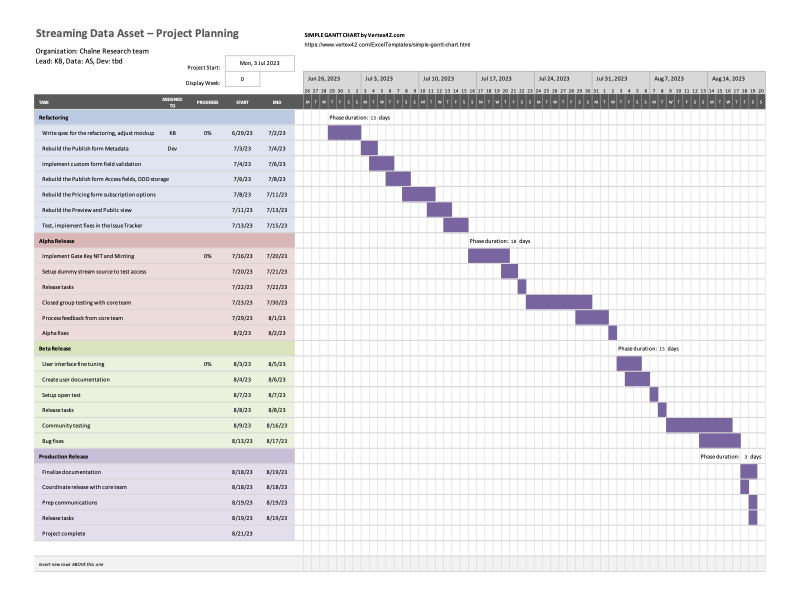 Streaming Data Asset – Project Planning
SIMPLE GANTT CHART by Vertex42.com
https://www.vertex42.com/ExcelTemplates/simple-gantt-chart.html
Organization: Chaîne Research team
Lead: KB, Data: AS, Dev: tbd
Project Start: Mon, 3 Jul 2023
Display Week: 0
Jun 26, 2023 Jul 3, 2023 Jul 10, 2023 Jul 17, 2023 Jul 24, 2023 Jul 31, 2023 Aug 7, 2023 Aug 14, 2023
26 27 28 29 30 1 2 3 4 5 6 7 8 9 10 11 12 13 14 15 16 17 18 19 20 21 22 23 24 25 26 27 28 29 30 31 1 2 3 4 5 6 7 8 9 10 11 12 13 14 15 16 17 18 19 20
TASK ASSIGNED TO PROGRESS START END M T W T F S S M T W T F S S M T W T F S S M T W T F S S M T W T F S S M T W T F S S M T W T F S S M T W T F S S
Refactoring Phase duration: 13 days
Write spec for the refactoring, adjust mockup KB 0% 6/29/23 7/2/23
Rebuild the Publish form Metadata Dev 7/3/23 7/4/23
Implement custom form field validation 7/4/23 7/6/23
Rebuild the Publish form Access fields, DDO storage 7/6/23 7/8/23
Rebuild the Pricing form subscription options 7/8/23 7/11/23
Rebuild the Preview and Public view 7/11/23 7/13/23
Test, implement fixes in the Issue Tracker 7/13/23 7/15/23
Alpha Release Phase duration: 18 days
Implement Gate Key NFT and Minting 0% 7/16/23 7/20/23
Setup dummy stream source to test access 7/20/23 7/21/23
Release tasks 7/22/23 7/22/23
Closed group testing with core team 7/23/23 7/30/23
Process feedback from core team 7/29/23 8/1/23
Alpha fixes 8/2/23 8/2/23
Beta Release Phase duration: 15 days
User interface fine tuning 0% 8/3/23 8/5/23
Create user documentation 8/4/23 8/6/23
Setup open test 8/7/23 8/7/23
Release tasks 8/8/23 8/8/23
Community testing 8/9/23 8/16/23
Bug fixes 8/13/23 8/17/23
Production Release Phase duration: 3 days
Finalize documentation 8/18/23 8/19/23
Coordinate release with core team 8/18/23 8/18/23
Prep communications 8/19/23 8/19/23
Release tasks 8/19/23 8/19/23
Project complete 8/21/23
Insert new rows ABOVE this one